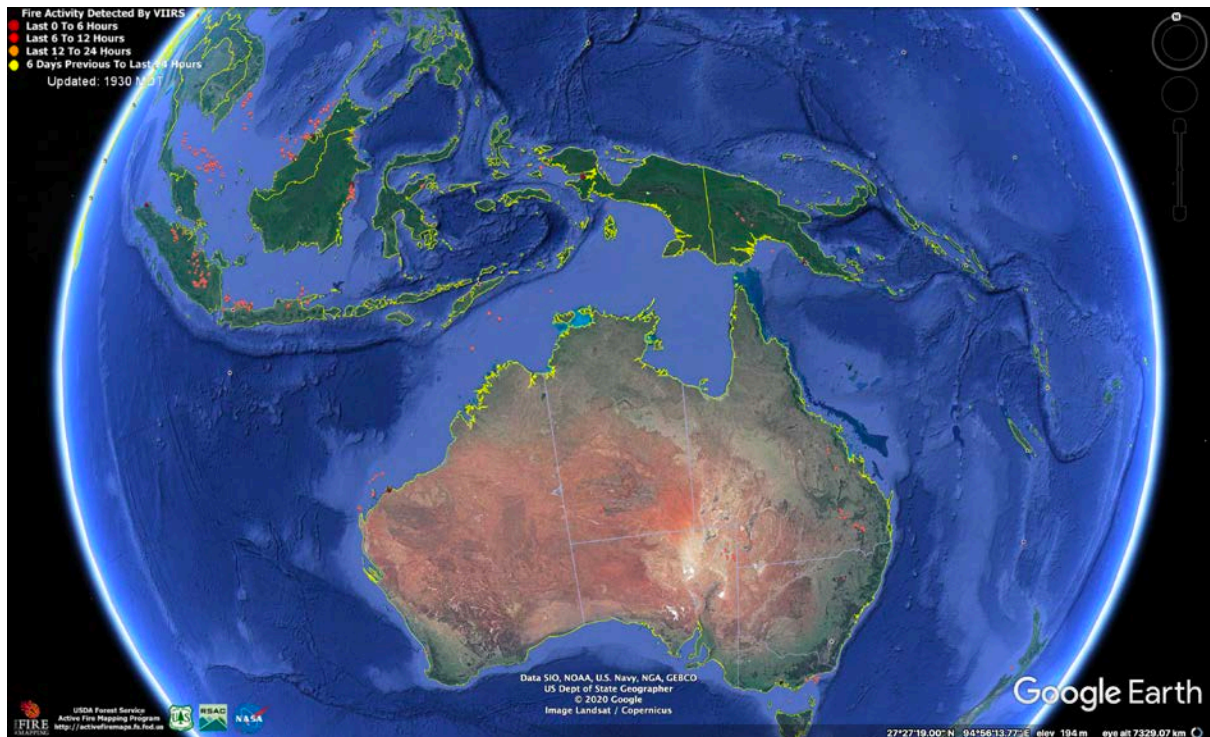 Fire Activity Detected By VIIRS
Last 0 To 6 Hours
Last 6 To 12 Hours
Last 12 To 24 Hours
6 Days Previous To Last 24 Hours
Updated: 1930 MDT
N
Data SIO, NOAA, U.S. Navy, NGA, GEBCO
US Dept of State Geographer
© 2020 Google
Image Landsat / Copernicus
Google Earth
FIRE
MAPPING
USDA Forest Service
Active Fire Mapping Program
http://activefiremaps.fs.fed.us
RSAC
NASA
27°27'19.00" N 94°56'13.77" E elev 194 m eye alt 7329.07 km